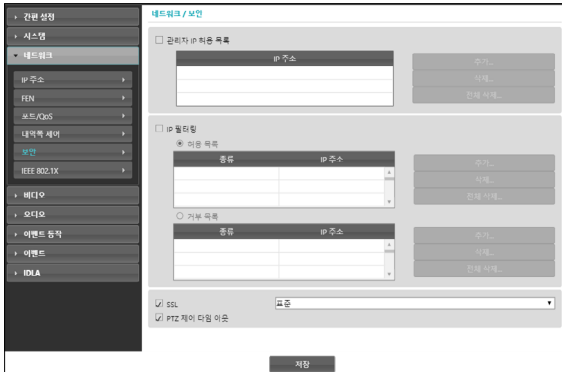 간편 설정
시스템
네트워크
IP 주소
FEN
포트/QoS
대역폭 제어
보안
IEEE 802.1X
비디오
오디오
이벤트 동작
이벤트
IDLA
네트워크 / 보안
관리자 IP 허용 목록
IP 주소
추가...
삭제...
전체 삭제...
IP 필터링
허용 목록
종류 IP 주소
추가...
삭제...
전체 삭제...
거부 목록
종류 IP 주소
추가...
삭제...
전체 삭제...
SSL 표준
PTZ 제어 타임 아웃
저장